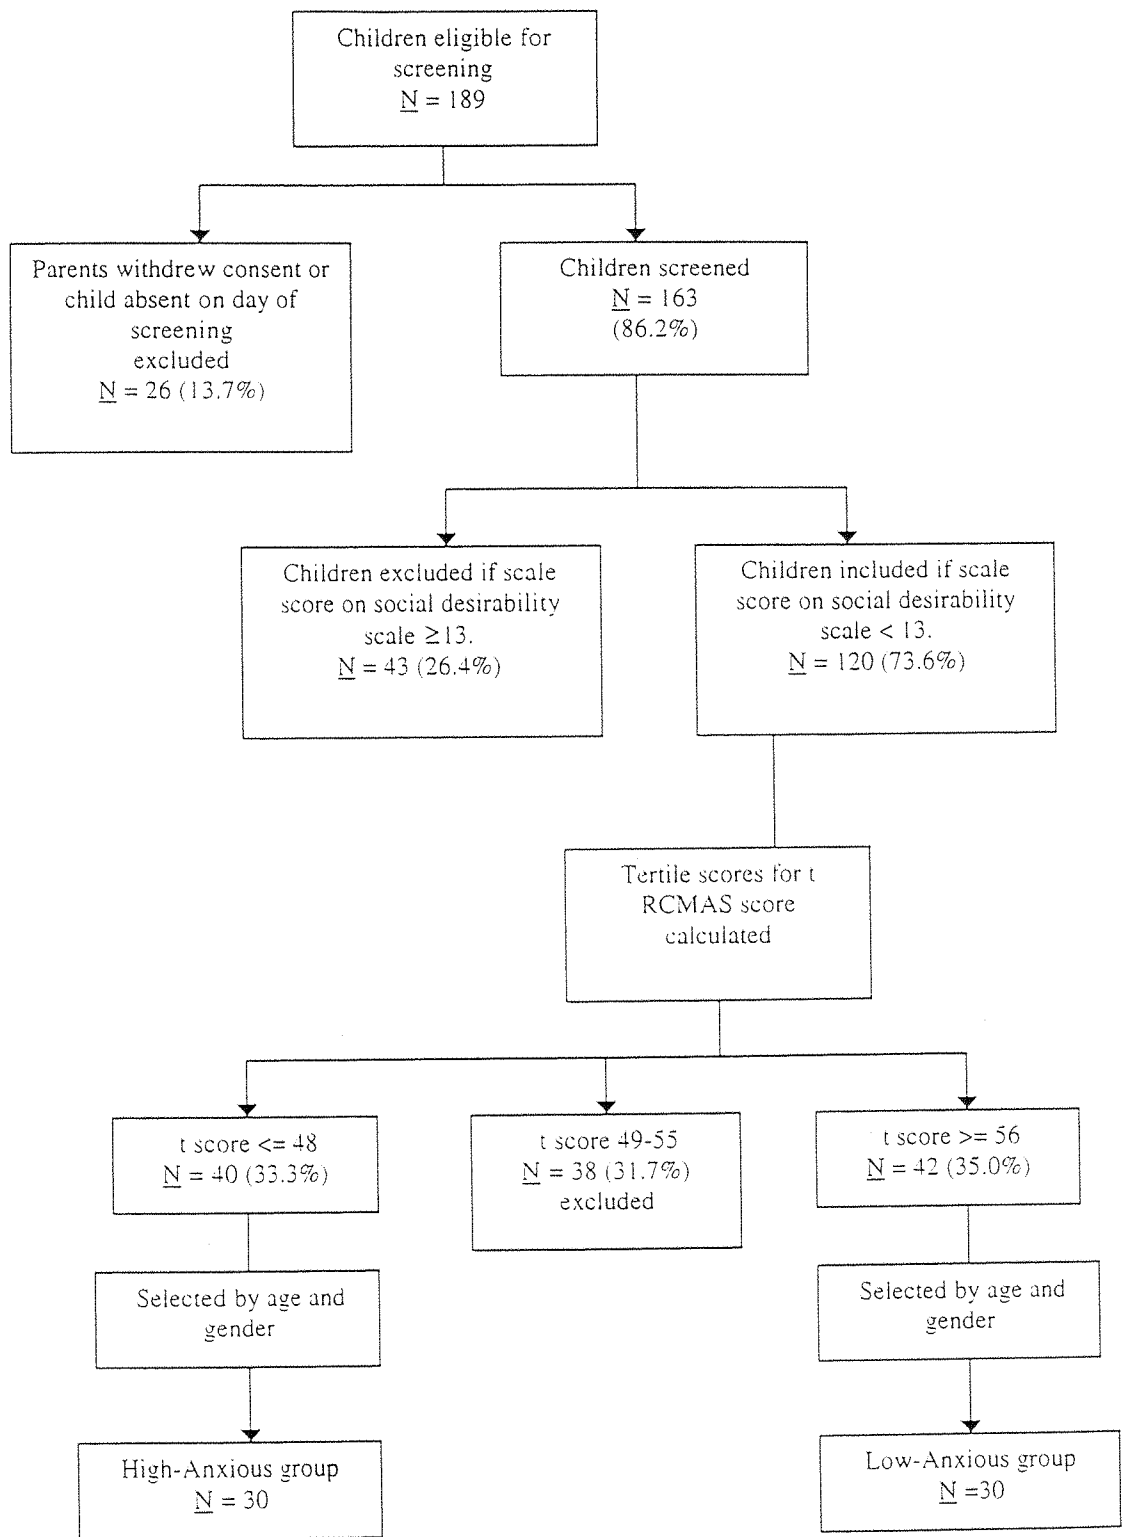 Children eligible for
screening
N = 189
Parents withdrew consent or
child absent on day of
screening
excluded
N = 26 (13.7%)
Children screened
N = 163
(86.2%)
Children excluded if scale
score on social desirability
scale ≥13.
N = 43 (26.4%)
Children included if scale
score on social desirability
scale < 13.
N = 120 (73.6%)
Tertile scores for t
RCMAS score
calculated
t score <= 48
N = 40 (33.3%)
t score 49-55
N = 38 (31.7%)
excluded
t score >= 56
N = 42 (35.0%)
Selected by age and
gender
Selected by age and
gender
High-Anxious group
N = 30
Low-Anxious group
N =30